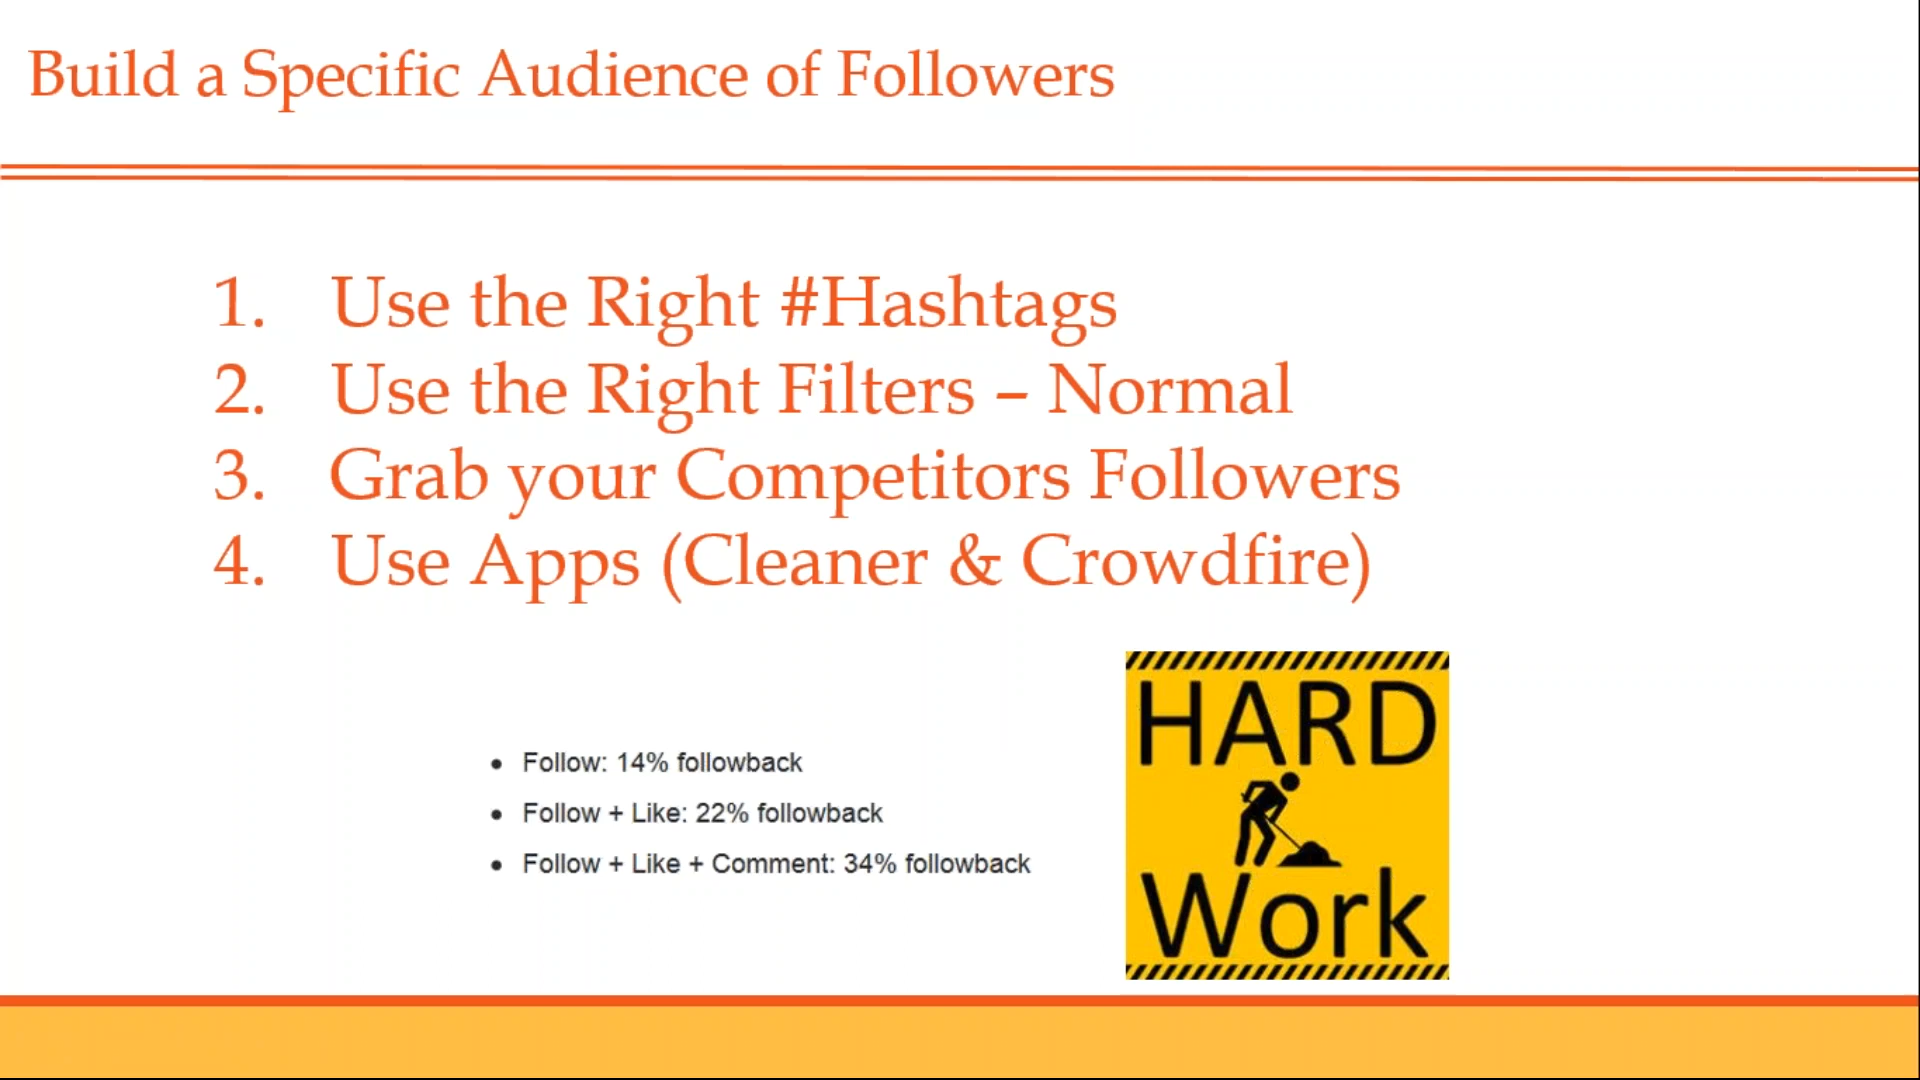 Build a Specific Audience of Followers
1. Use the Right #Hashtags
2. Use the Right Filters – Normal
3. Grab your Competitors Followers
4. Use Apps (Cleaner & Crowdfire)
• Follow: 14% followback
• Follow + Like: 22% followback
• Follow + Like + Comment: 34% followback
HARD
Work